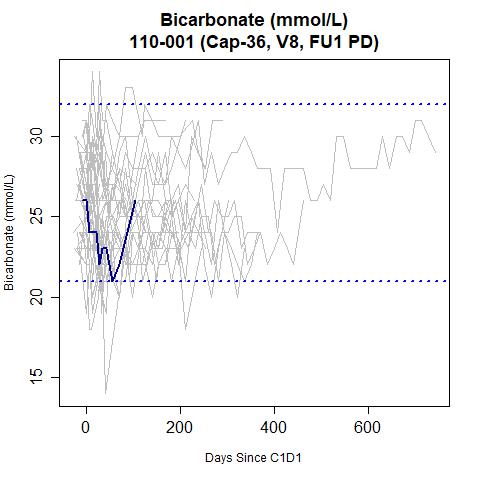 Bicarbonate (mmol/L)
110-001 (Cap-36, V8, FU1 PD)
Bicarbonate (mmol/L)
30
25
20
15
0 200 400 600
Days Since C1D1